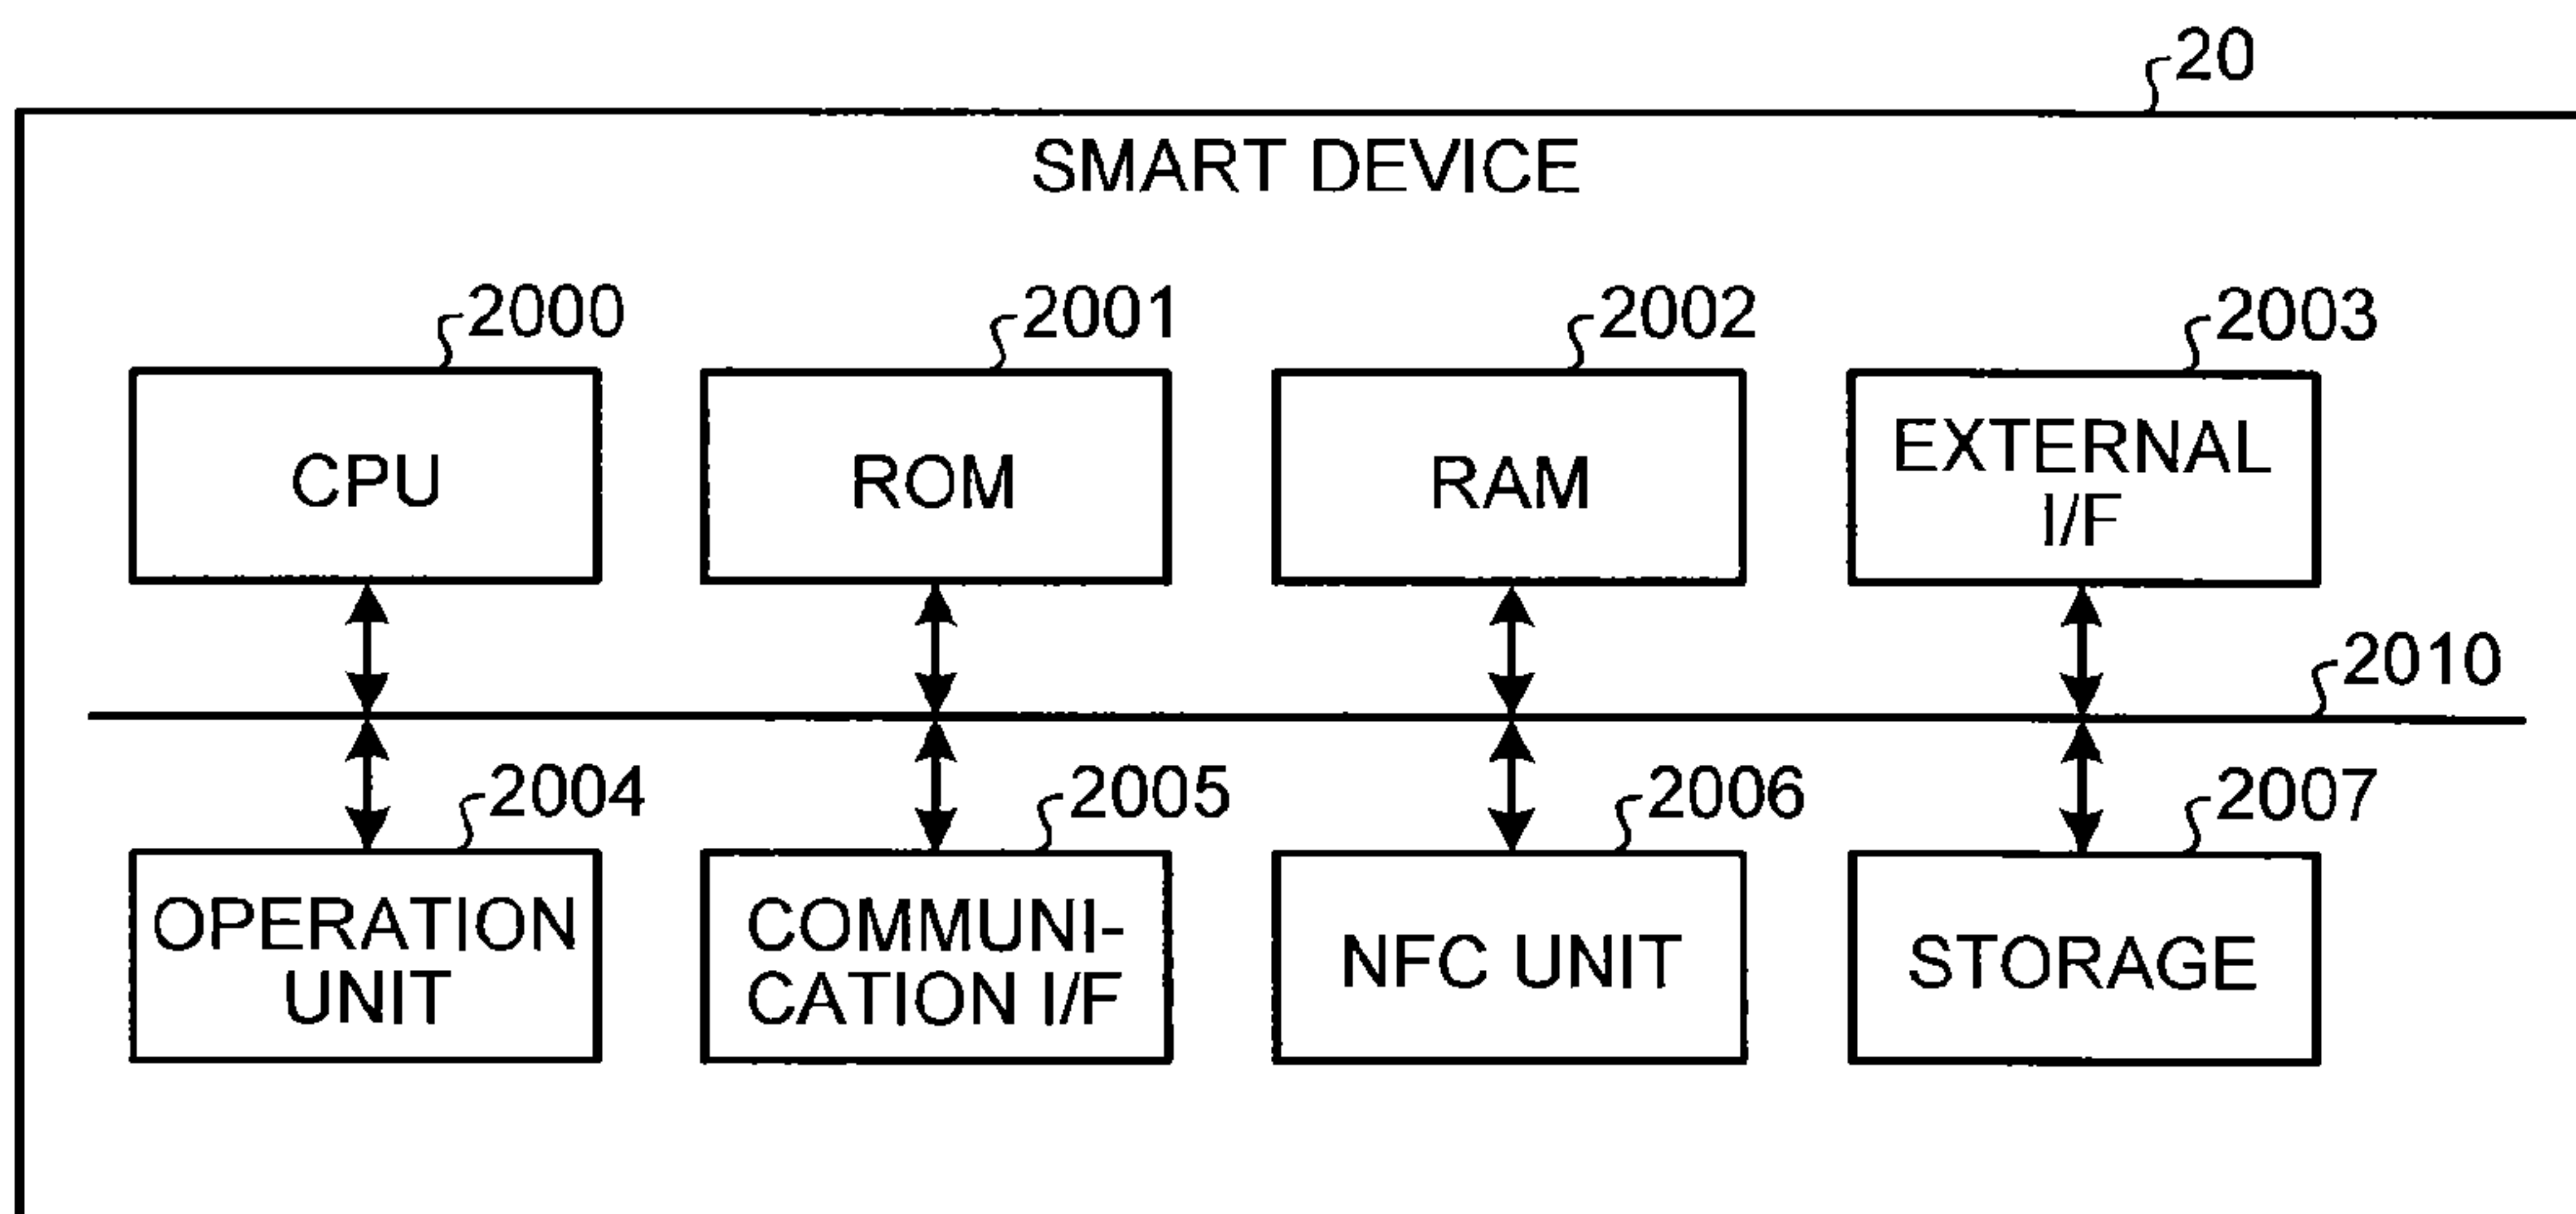 20
SMART DEVICE
2000
2001
2002
2003
CPU
ROM
RAM
EXTERNAL
I/F
2010
2004
2005
2006
2007
OPERATION
UNIT
COMMUNI-
CATION I/F
NFC UNIT
STORAGE